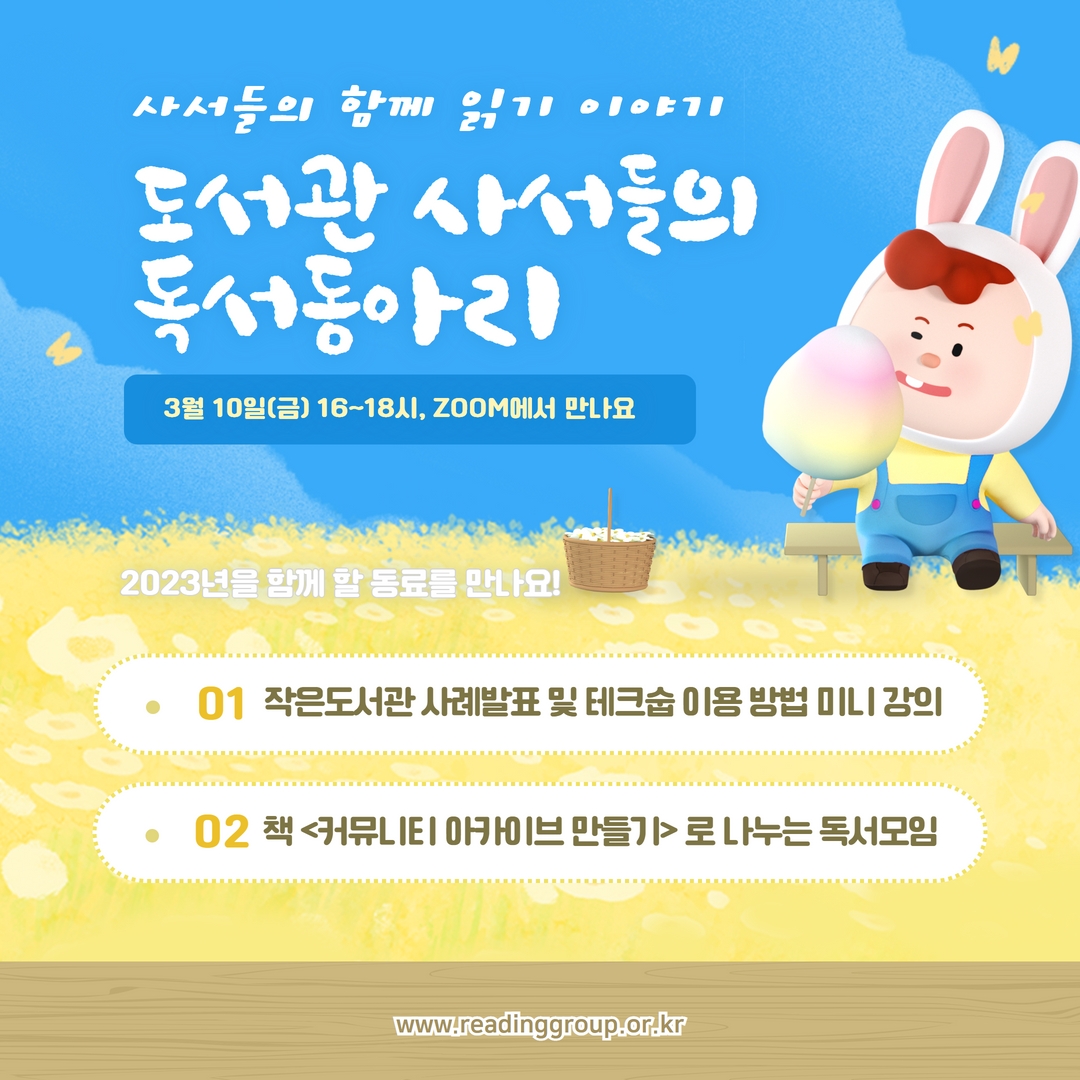 사서들의 함께 읽기 이야기
도서관 사서들의
독서동아리
3월 10일(금) 16~18시, ZOOM에서 만나요
2023년을 함께 할 동료를 만나요!
01 작은도서관 사례발표 및 테크숩 이용 방법 미니 강의
02 책 <커뮤니티 아카이브 만들기> 로 나누는 독서모임
www.readinggroup.or.kr